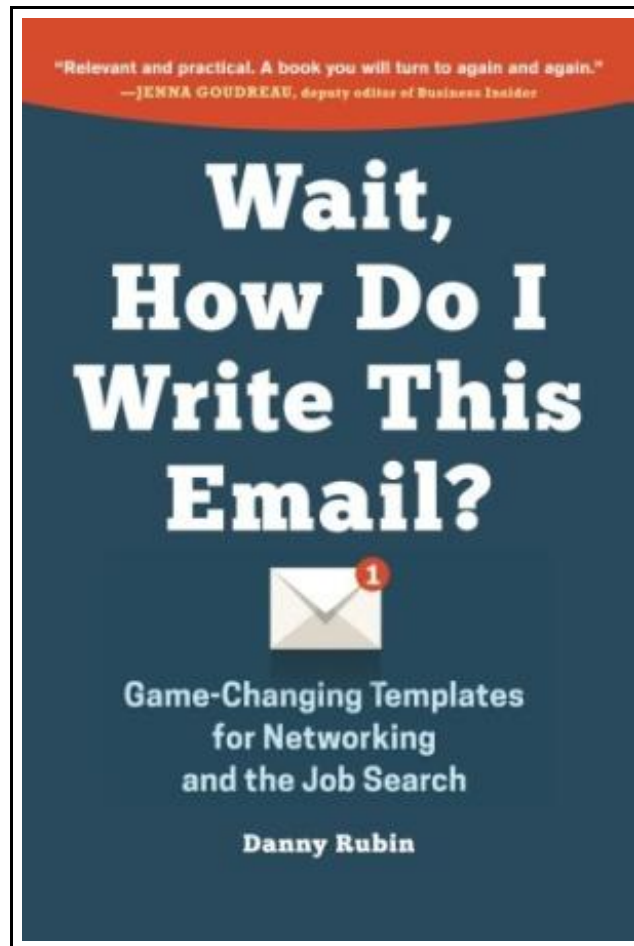 "Relevant and practical. A book you will turn to again and again."
—JENNA GOUDREAU, deputy editor of Business Insider
Wait,
How Do I
Write This
Email?
1
Game-Changing Templates
for Networking
and the Job Search
Danny Rubin